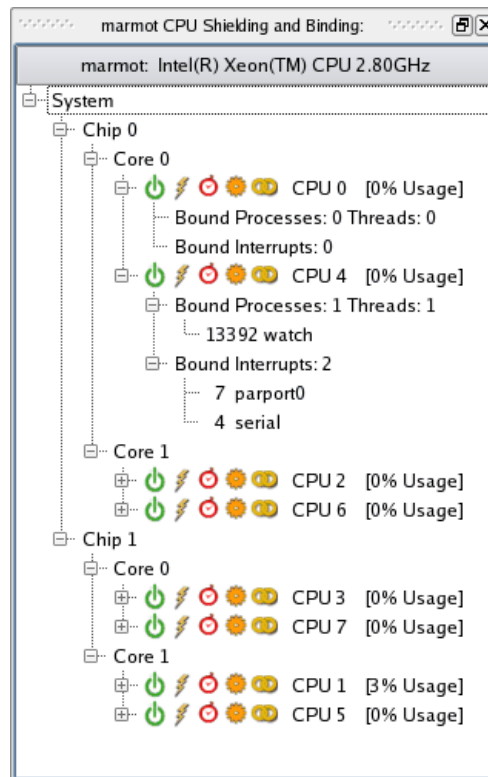 marmot CPU Shielding and Binding:
marmot: Intel(R) Xeon(TM) CPU 2.80GHz
System
Chip 0
Core 0
CPU 0 [0% Usage]
Bound Processes: 0 Threads: 0
Bound Interrupts: 0
CPU 4 [0% Usage]
Bound Processes: 1 Threads: 1
13392 watch
Bound Interrupts: 2
7 parport0
4 serial
Core 1
CPU 2 [0% Usage]
CPU 6 [0% Usage]
Chip 1
Core 0
CPU 3 [0% Usage]
CPU 7 [0% Usage]
Core 1
CPU 1 [3% Usage]
CPU 5 [0% Usage]